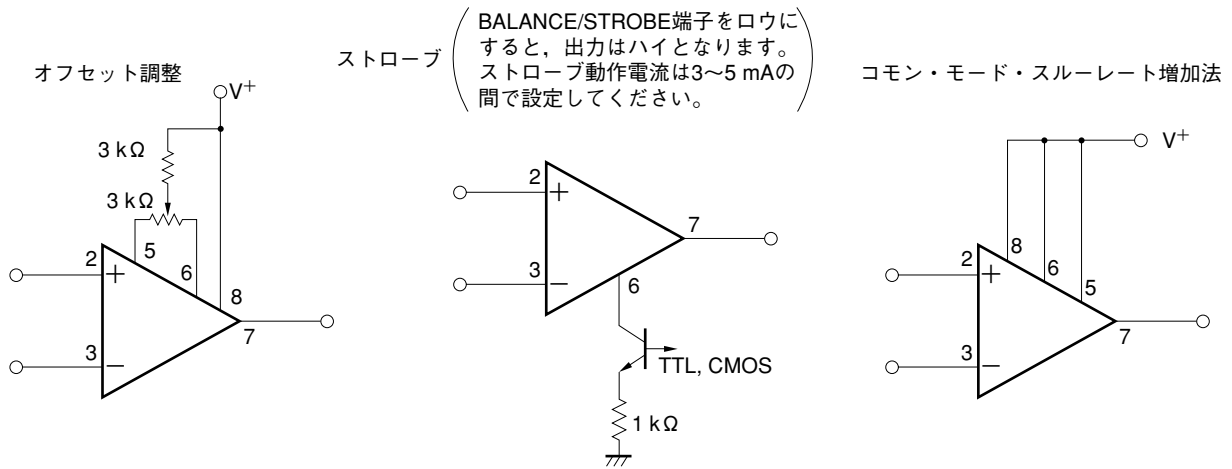 オフセット調整
V+
3 kΩ
3 kΩ
5
6
8
2
+
3
−
7
ストローブ
BALANCE/STROBE端子をロウに
すると，出力はハイとなります。
ストローブ動作電流は3～5 mAの
間で設定してください。
2
+
3
−
7
6
TTL, CMOS
1 kΩ
コモン・モード・スルーレート増加法
V+
8
6
5
2
+
3
−
7